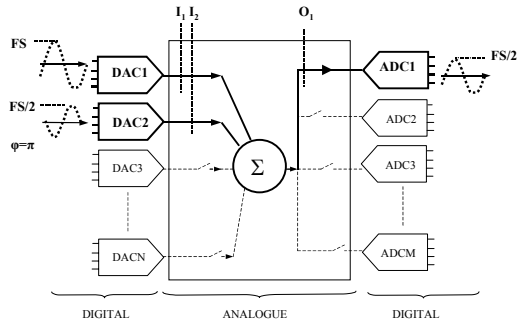 I1 I2 O1
FS
DAC1 ADC1 FS/2
FS/2
DAC2 ADC2
φ=π
DAC3 Σ ADC3
DACN ADCM
DIGITAL ANALOGUE DIGITAL